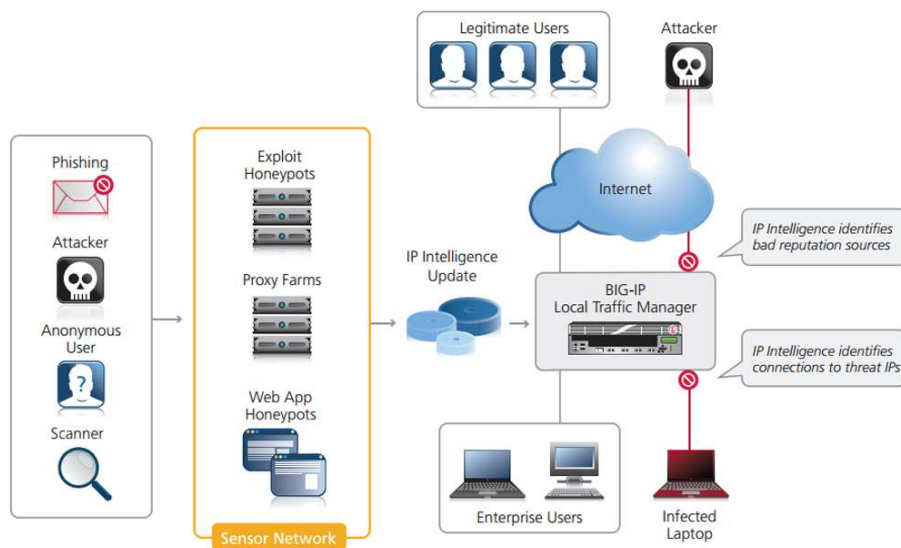 Legitimate Users
Attacker
Phishing
Attacker
Anonymous
User
?
Scanner
Exploit
Honeypots
Proxy Farms
Web App
Honeypots
Sensor Network
IP Intelligence
Update
Internet
BIG-IP
Local Traffic Manager
IP Intelligence identifies
bad reputation sources
IP Intelligence identifies
connections to threat IPs
Enterprise Users
Infected
Laptop